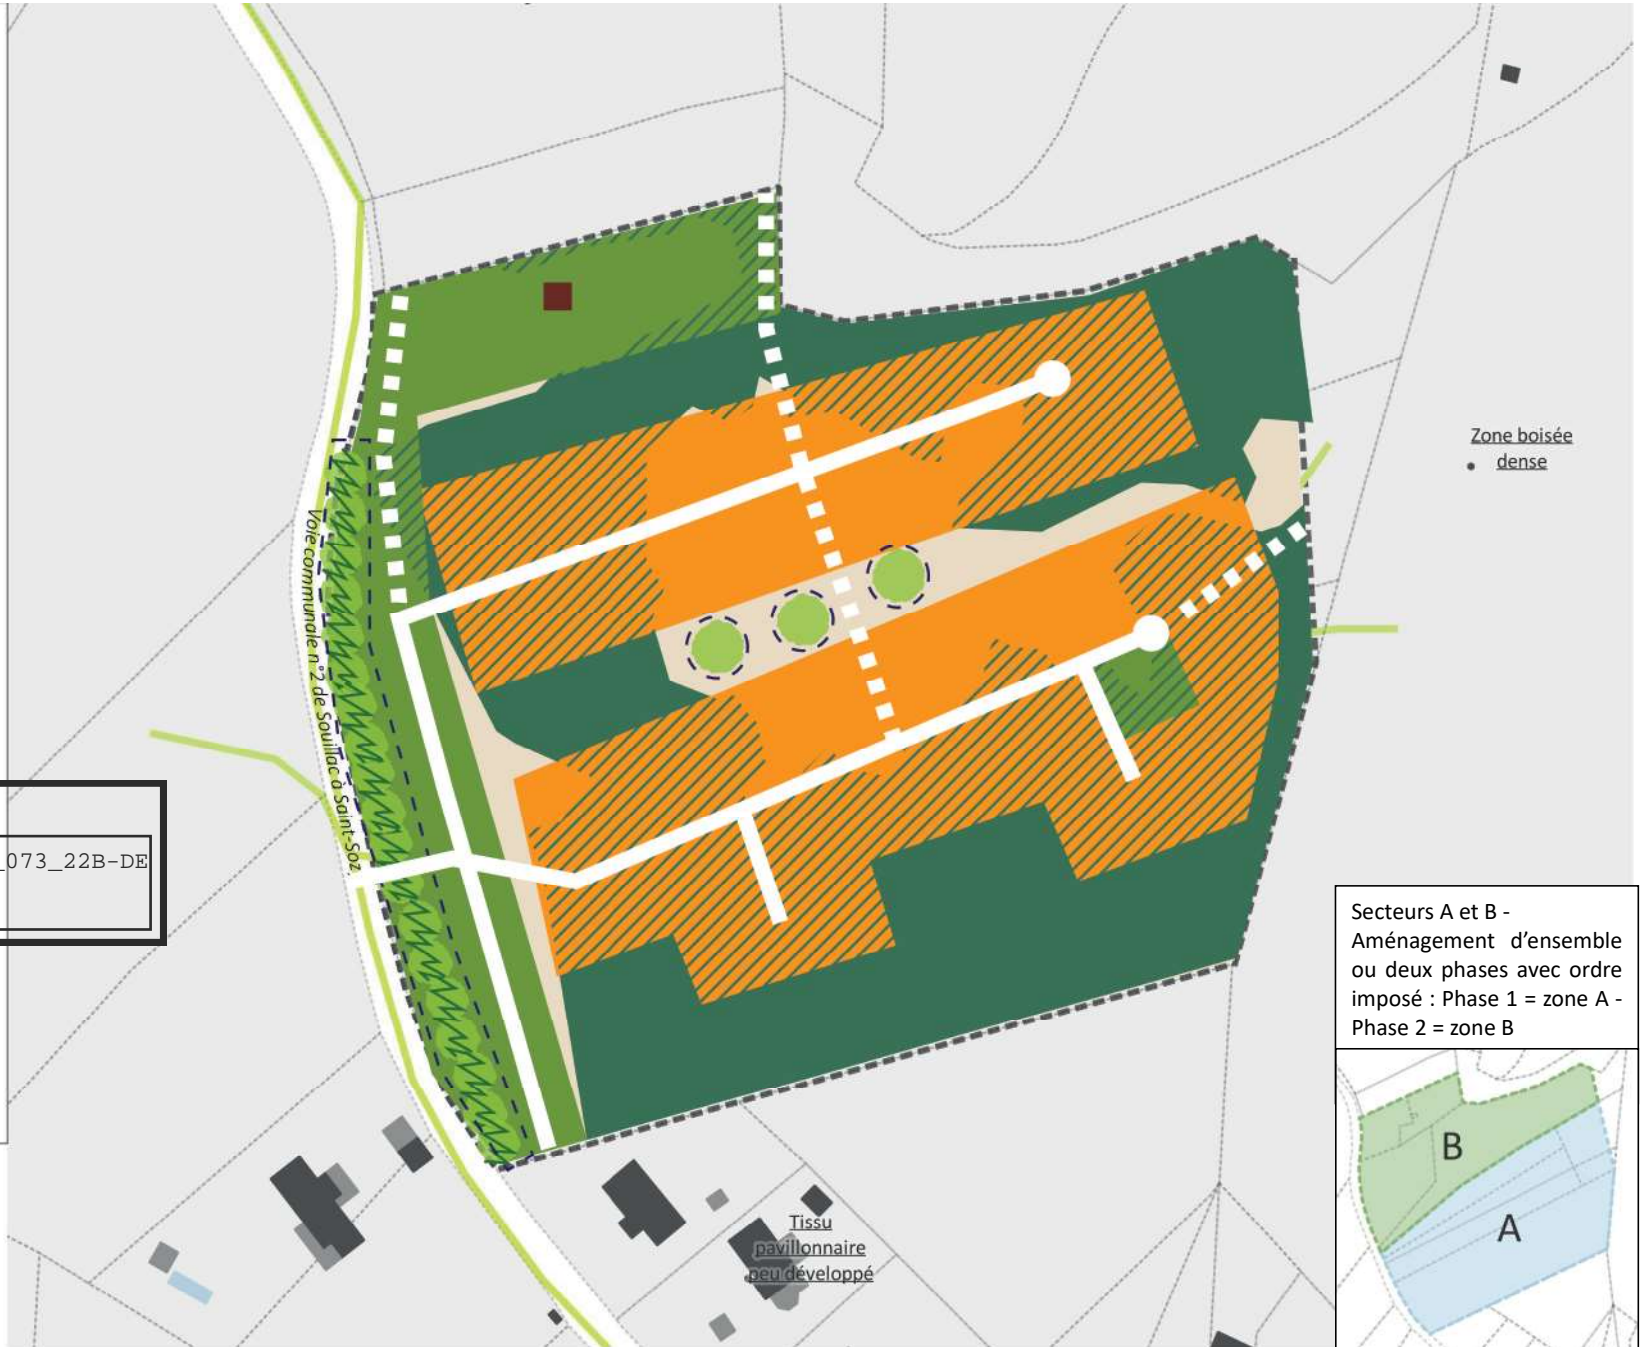 Zone boisée
dense
Voie communale n°2 de Souillac à Saint-Soz
_073_22B-DE
Secteurs A et B -
Aménagement d'ensemble
ou deux phases avec ordre
imposé : Phase 1 = zone A -
Phase 2 = zone B
B
A
Tissu
pavillonnaire
peu développé